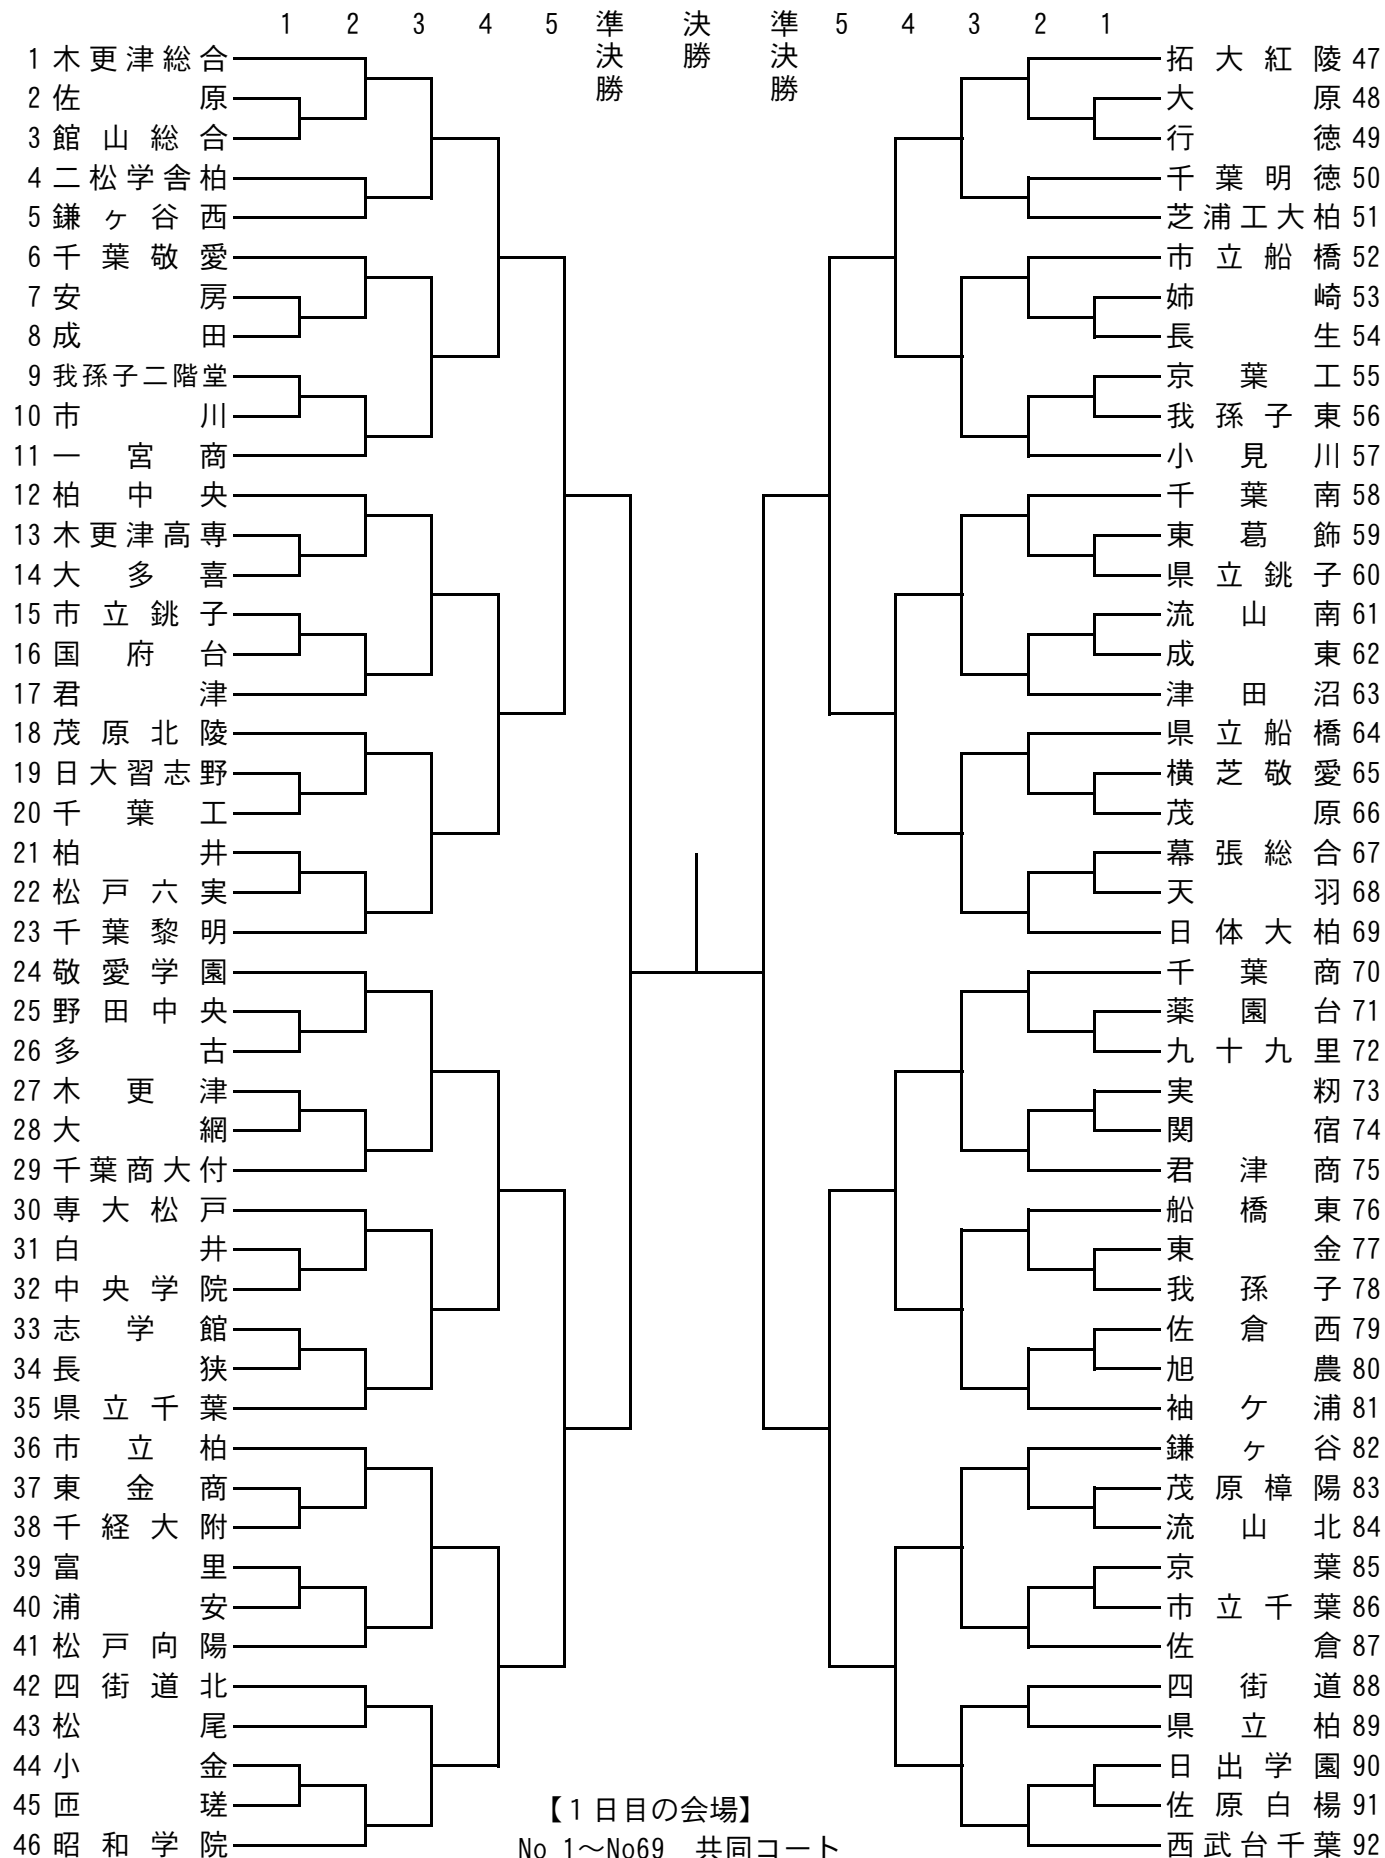 1 2 3 4 5 準決勝 決勝 準決勝 5 4 3 2 1
1 木更津総合
2 佐原
3 館山総合
4 二松学舎柏
5 鎌ヶ谷西
6 千葉敬愛
7 安房
8 成田
9 我孫子二階堂
10 市川
11 一宮商
12 柏中央
13 木更津高専
14 大多喜
15 市立銚子
16 国府台
17 君津
18 茂原北陵
19 日大習志野
20 千葉工
21 柏井
22 松戸六実
23 千葉黎明
24 敬愛学園
25 野田中央
26 多古
27 木更津
28 大網
29 千葉商大付
30 専大松戸
31 白井
32 中央学院
33 志学館
34 長狭
35 県立千葉
36 市立柏
37 東金商
38 千経大附
39 富里
40 浦安
41 松戸向陽
42 四街道北
43 松尾
44 小金
45 匝瑳
46 昭和学院
拓大紅陵 47
大原 48
行徳 49
千葉明徳 50
芝浦工大柏 51
市立船橋 52
姉崎 53
長生 54
京葉工 55
我孫子東 56
小見川 57
千葉南 58
東葛飾 59
県立銚子 60
流山南 61
成東 62
津田沼 63
県立船橋 64
横芝敬愛 65
茂原 66
幕張総合 67
天羽 68
日体大柏 69
千葉商 70
薬園台 71
九十九里 72
実籾 73
関宿 74
君津商 75
船橋東 76
東金 77
我孫子 78
佐倉西 79
旭農 80
袖ケ浦 81
鎌ヶ谷 82
茂原樟陽 83
流山北 84
京葉 85
市立千葉 86
佐倉 87
四街道 88
県立柏 89
日出学園 90
佐原白楊 91
西武台千葉 92
【1日目の会場】
No 1～No69 共同コート